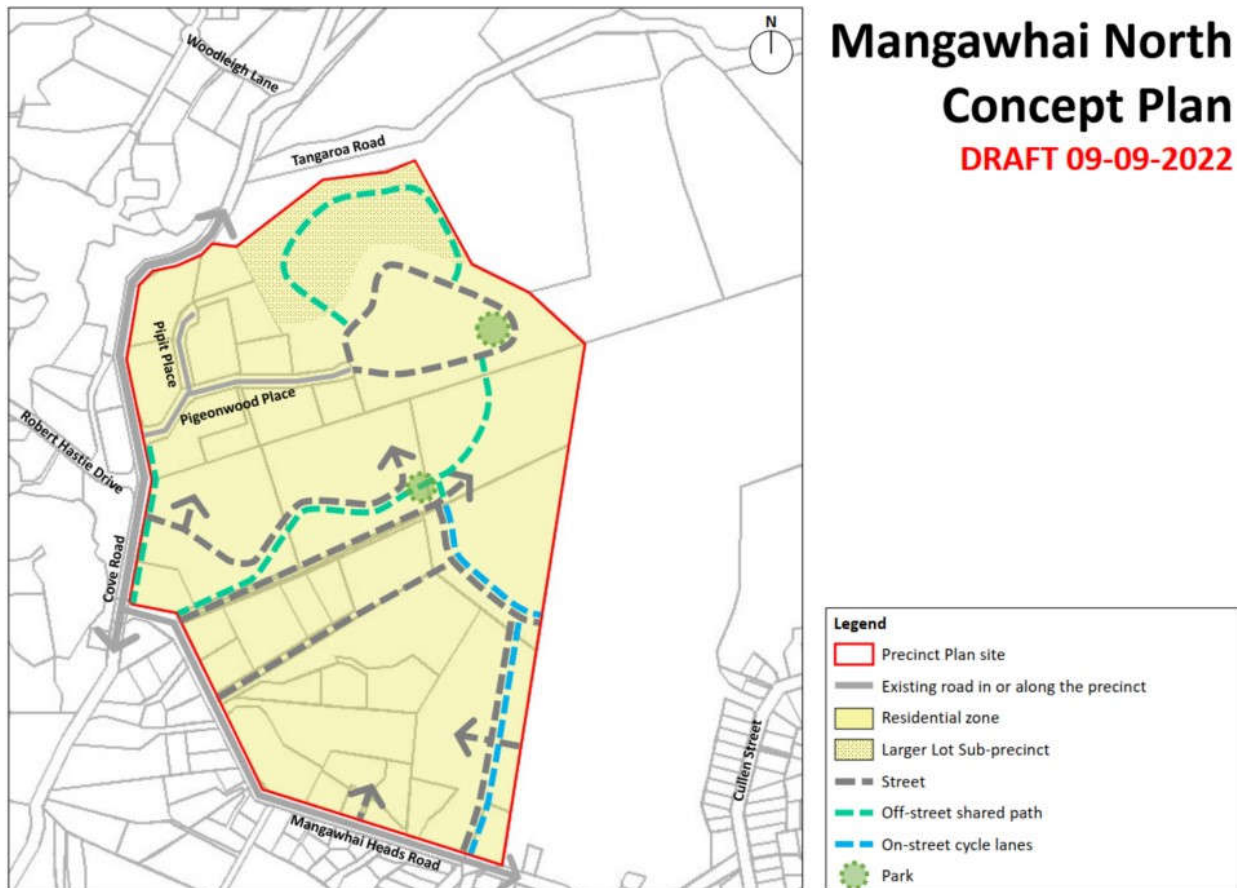 Mangawhai North
Concept Plan
DRAFT 09-09-2022
N
Woodleigh Lane
Tangaroa Road
Pipit Place
Pigeonwood Place
Robert Hastie Drive
Cove Road
Mangawhai Heads Road
Cullen Street
Legend
Precinct Plan site
Existing road in or along the precinct
Residential zone
Larger Lot Sub-precinct
Street
Off-street shared path
On-street cycle lanes
Park